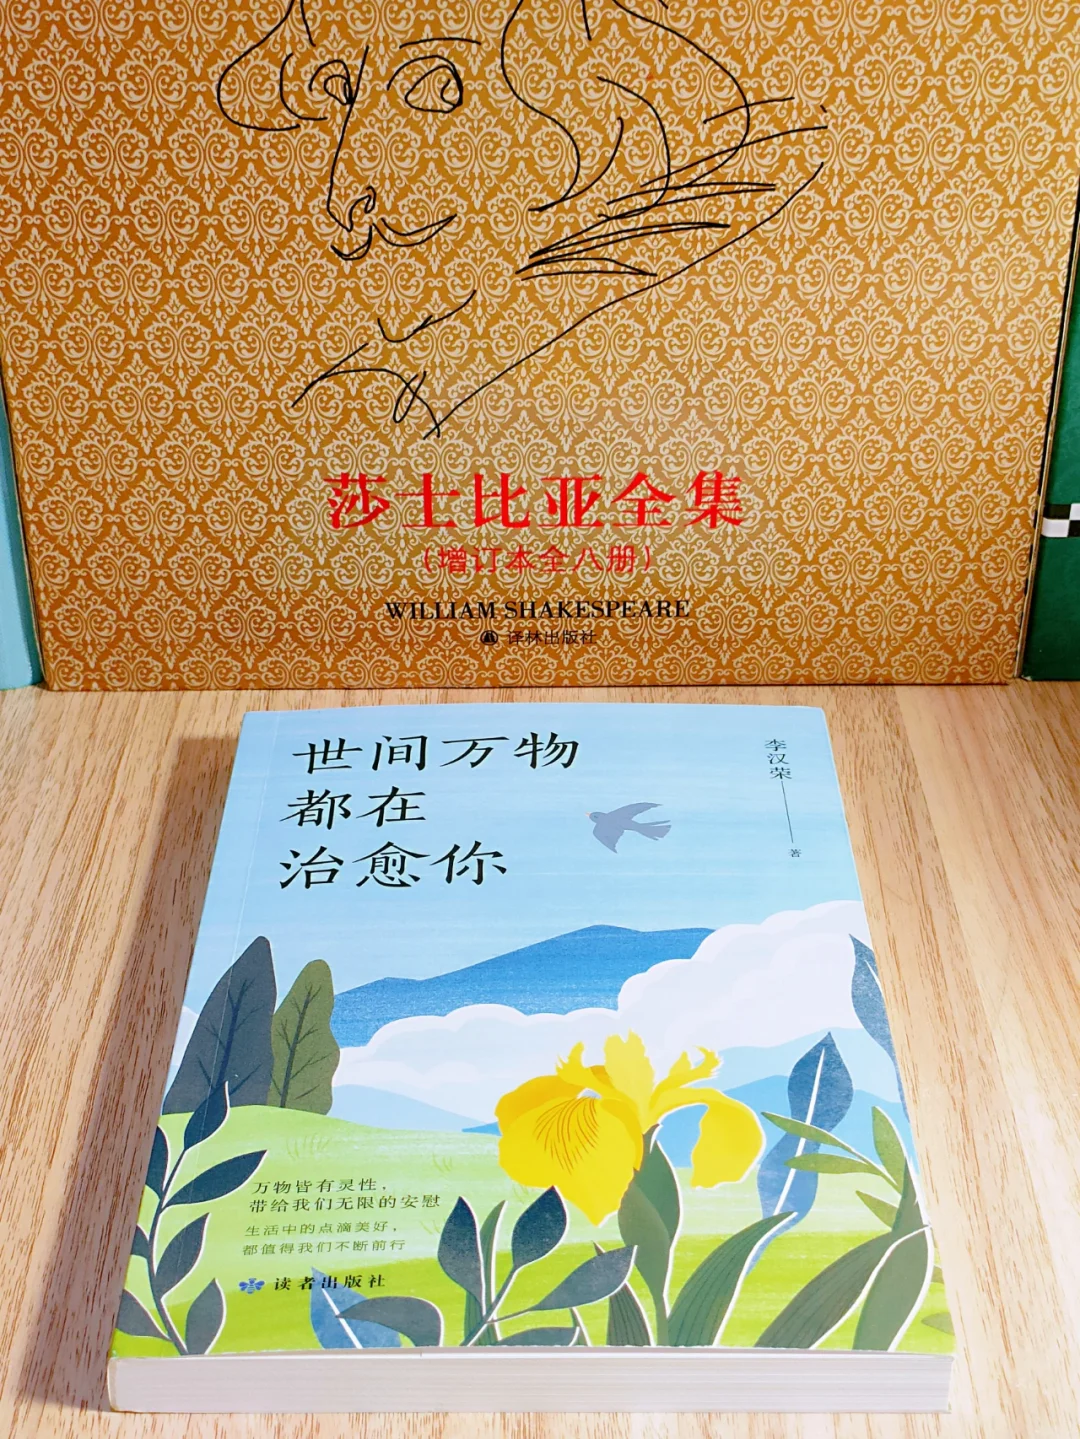 莎士比亚全集
(增订本全八册)
WILLIAM SHAKESPEARE
译林出版社
世间万物
都在
治愈你
李汉荣
著
万物皆有灵性,
带给我们无限的安慰
生活中的点滴美好,
都值得我们不断前行
读者出版社